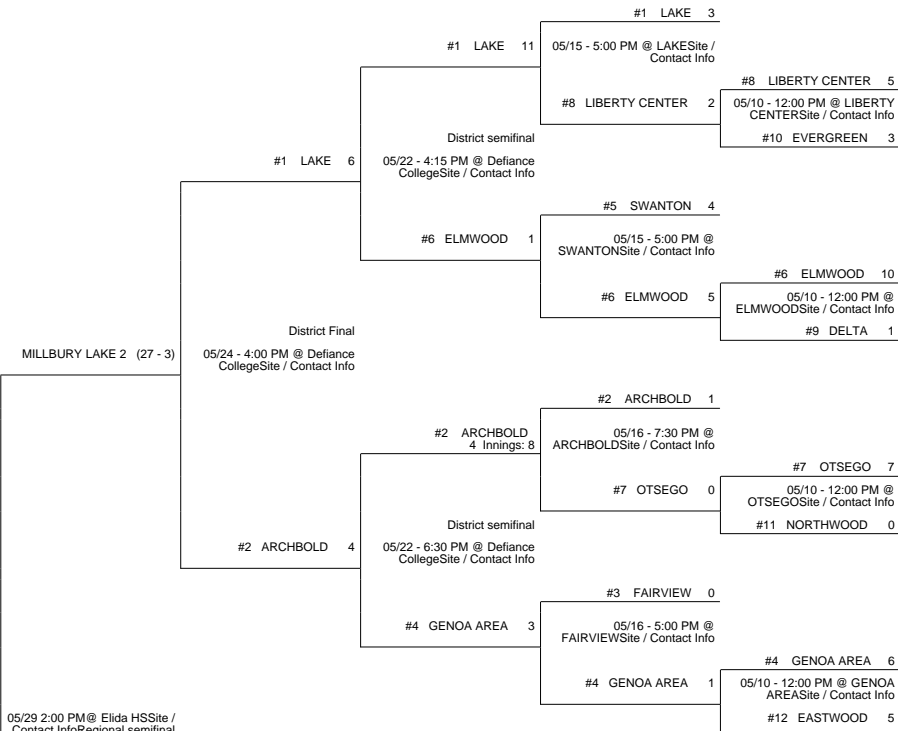 #1 LAKE 3
#1 LAKE 11
05/15 - 5:00 PM @ LAKESite /
Contact Info
#8 LIBERTY CENTER 5
#8 LIBERTY CENTER 2
05/10 - 12:00 PM @ LIBERTY
CENTERSite / Contact Info
#10 EVERGREEN 3
District semifinal
#1 LAKE 6
05/22 - 4:15 PM @ Defiance
CollegeSite / Contact Info
#5 SWANTON 4
#6 ELMWOOD 1
05/15 - 5:00 PM @
SWANTONSite / Contact Info
#6 ELMWOOD 10
#6 ELMWOOD 5
05/10 - 12:00 PM @
ELMWOODSite / Contact Info
#9 DELTA 1
District Final
MILLBURY LAKE 2 (27 - 3)
05/24 - 4:00 PM @ Defiance
CollegeSite / Contact Info
#2 ARCHBOLD 1
#2 ARCHBOLD
4 Innings: 8
05/16 - 7:30 PM @
ARCHBOLDSite / Contact Info
#7 OTSEGO 7
#7 OTSEGO 0
05/10 - 12:00 PM @
OTSEGOSite / Contact Info
#11 NORTHWOOD 0
District semifinal
#2 ARCHBOLD 4
05/22 - 6:30 PM @ Defiance
CollegeSite / Contact Info
#3 FAIRVIEW 0
#4 GENOA AREA 3
05/16 - 5:00 PM @
FAIRVIEWSite / Contact Info
#4 GENOA AREA 6
#4 GENOA AREA 1
05/10 - 12:00 PM @ GENOA
AREASite / Contact Info
#12 EASTWOOD 5
05/29 2:00 PM@ Elida HSSite /
Contact InfoRegional semifinal